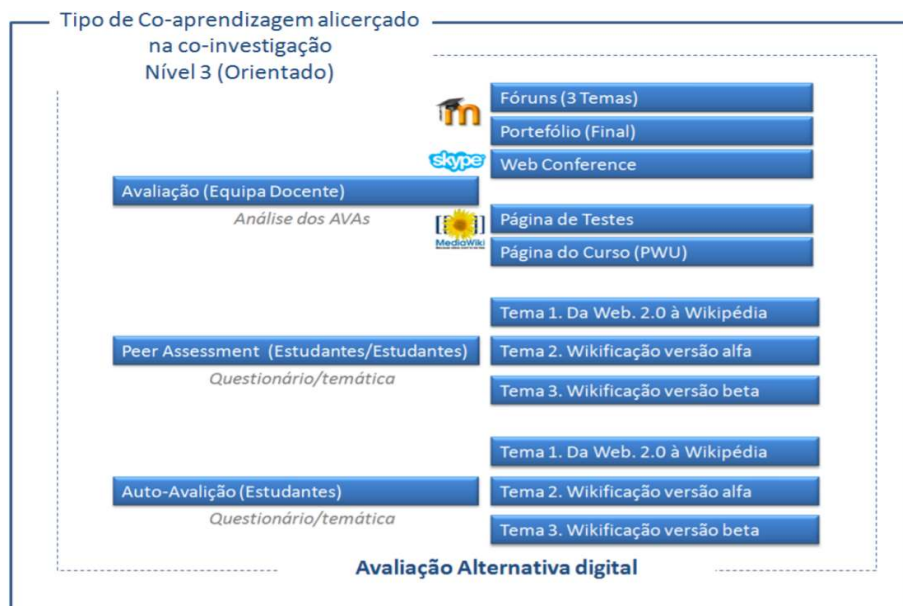 Tipo de Co-aprendizagem alicerçado
na co-investigação
Nível 3 (Orientado)
Fóruns (3 Temas)
m
Portefólio (Final)
skype
Web Conference
Avaliação (Equipa Docente)
Análise dos AVAs
Página de Testes
MediaWiki
Página do Curso (PWU)
Tema 1. Da Web. 2.0 à Wikipédia
Peer Assessment (Estudantes/Estudantes)
Tema 2. Wikificação versão alfa
Questionário/temática
Tema 3. Wikificação versão beta
Tema 1. Da Web. 2.0 à Wikipédia
Auto-Avalição (Estudantes)
Tema 2. Wikificação versão alfa
Questionário/temática
Tema 3. Wikificação versão beta
Avaliação Alternativa digital